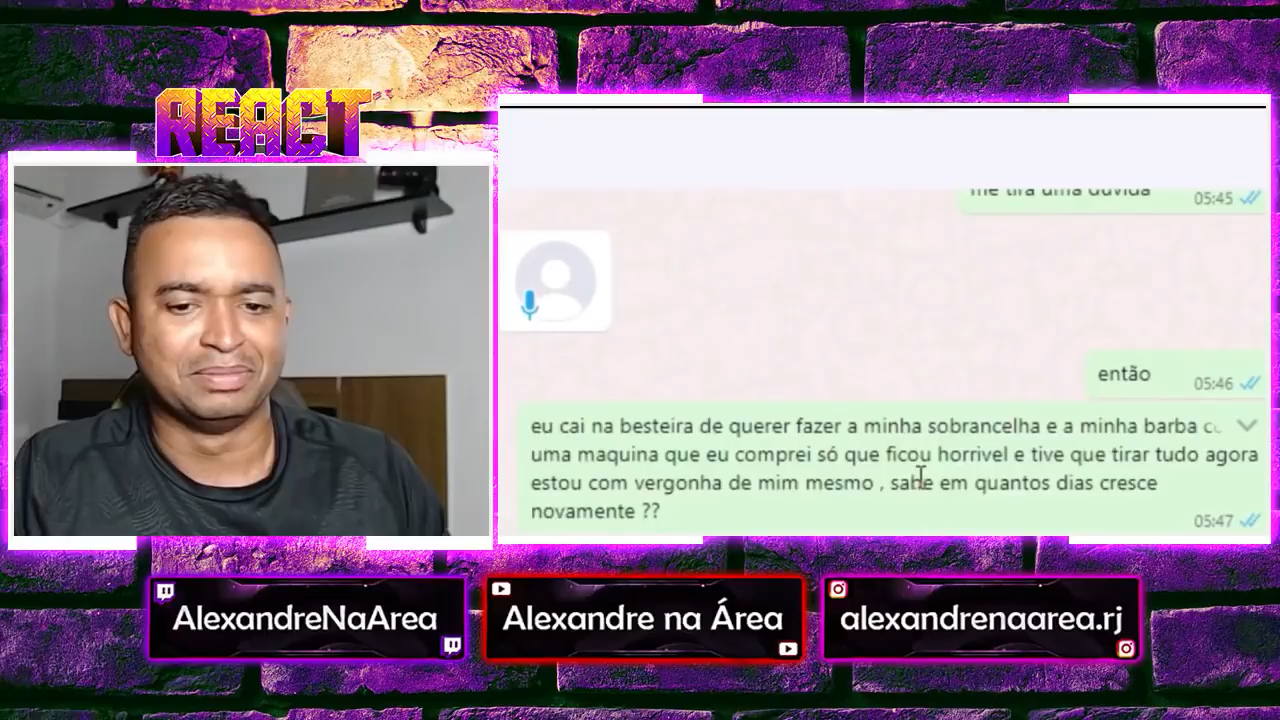 REACT
me tira uma dúvida
05:45
então
05:46
eu cai na besteira de querer fazer a minha sobrancelha e a minha barba
uma maquina que eu comprei só que ficou horrivel e tive que tirar tudo agora
estou com vergonha de mim mesmo , sabe em quantos dias cresce
novamente ??
05:47
AlexandreNaArea
Alexandre na Área
alexandrenaarea.rj